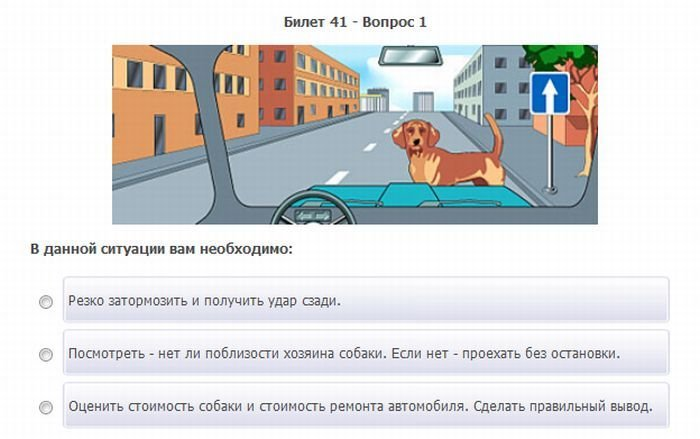 Билет 41 - Вопрос 1
В данной ситуации вам необходимо:
Резко затормозить и получить удар сзади.
Посмотреть - нет ли поблизости хозяина собаки. Если нет - проехать без остановки.
Оценить стоимость собаки и стоимость ремонта автомобиля. Сделать правильный вывод.